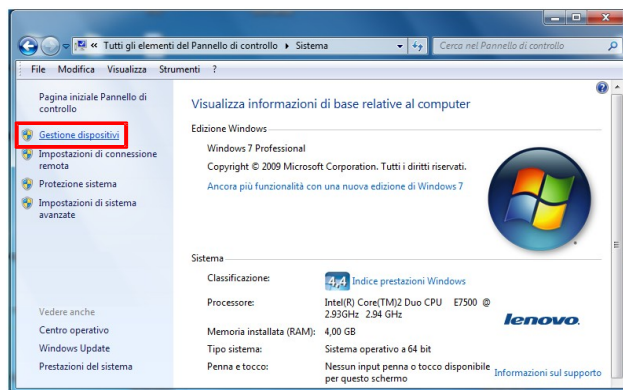 « Tutti gli elementi del Pannello di controllo Sistema
Cerca nel Pannello di controllo
File Modifica Visualizza Strumenti ?
Pagina iniziale Pannello di
controllo
Gestione dispositivi
Impostazioni di connessione
remota
Protezione sistema
Impostazioni di sistema
avanzate
Vedere anche
Centro operativo
Windows Update
Prestazioni del sistema
Visualizza informazioni di base relative al computer
Edizione Windows
Windows 7 Professional
Copyright © 2009 Microsoft Corporation. Tutti i diritti riservati.
Ancora più funzionalità con una nuova edizione di Windows 7
Sistema
Classificazione: 4,4 Indice prestazioni Windows
Processore: Intel(R) Core(TM)2 Duo CPU E7500 @
2.93GHz 2.94 GHz
Memoria installata (RAM): 4,00 GB
Tipo sistema: Sistema operativo a 64 bit
Penna e tocco: Nessun input penna o tocco disponibile
per questo schermo
lenovo.
Informazioni sul supporto